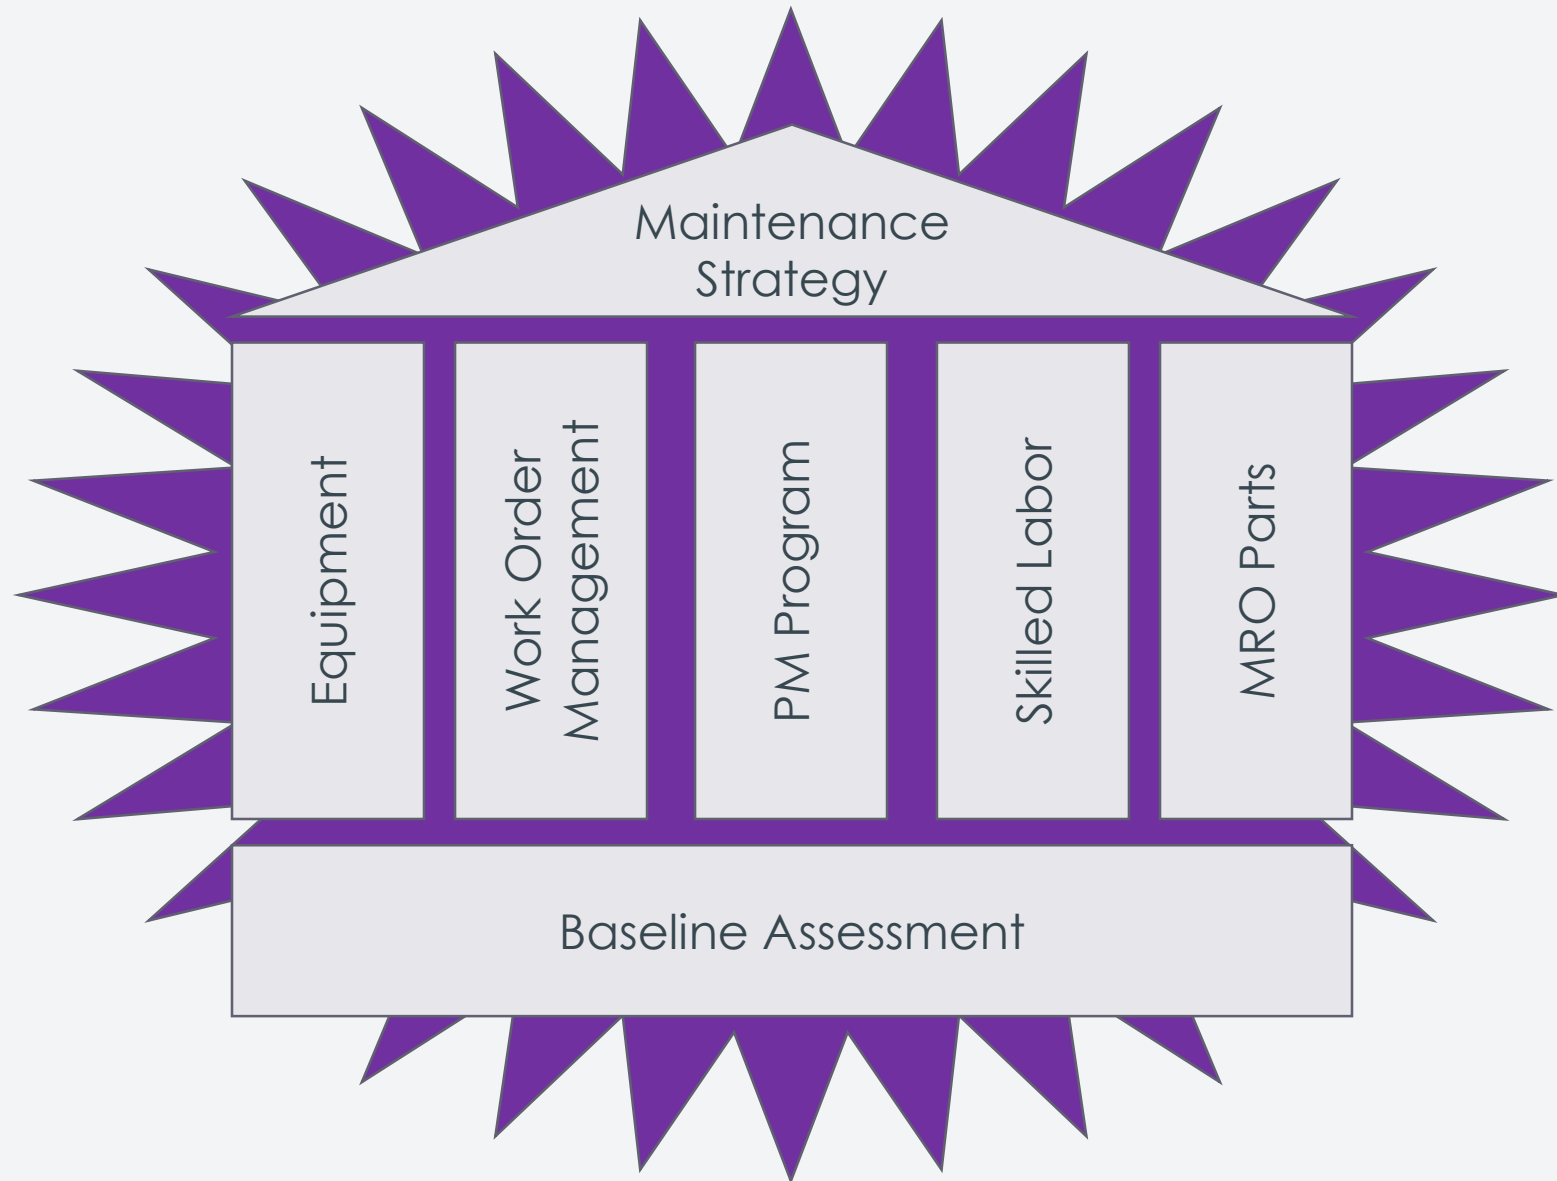 Maintenance
Strategy
Equipment
Work Order
Management
PM Program
Skilled Labor
MRO Parts
Baseline Assessment